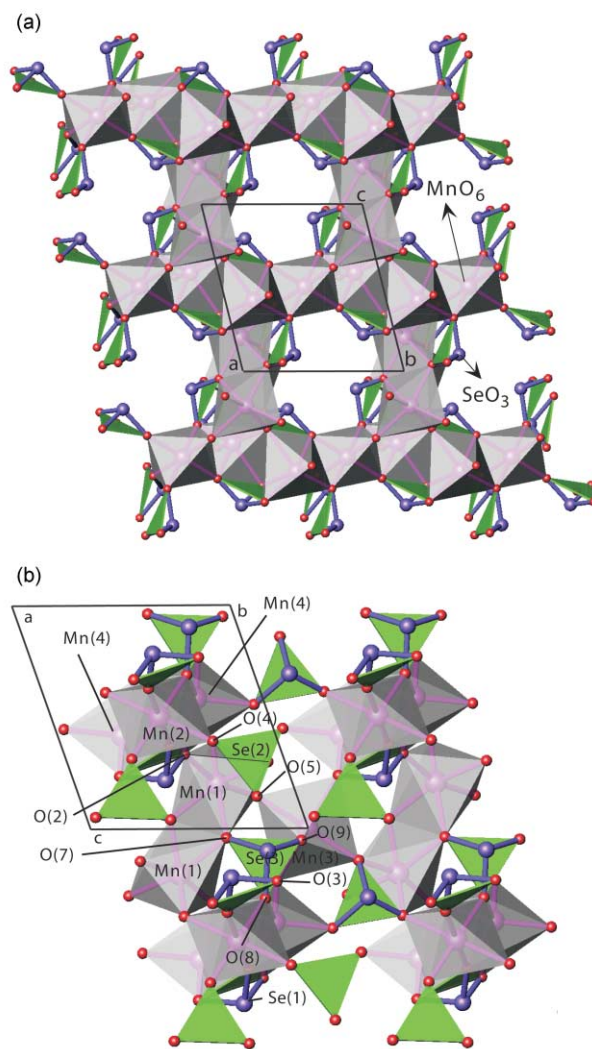 (a)
c
MnO6
a
b
SeO3
(b)
a
b
Mn(4)
Mn(4)
O(4)
Mn(2)
Se(2)
O(5)
Mn(1)
O(2)
c
O(9)
O(7)
Se(3)
Mn(3)
Mn(1)
O(3)
O(8)
Se(1)